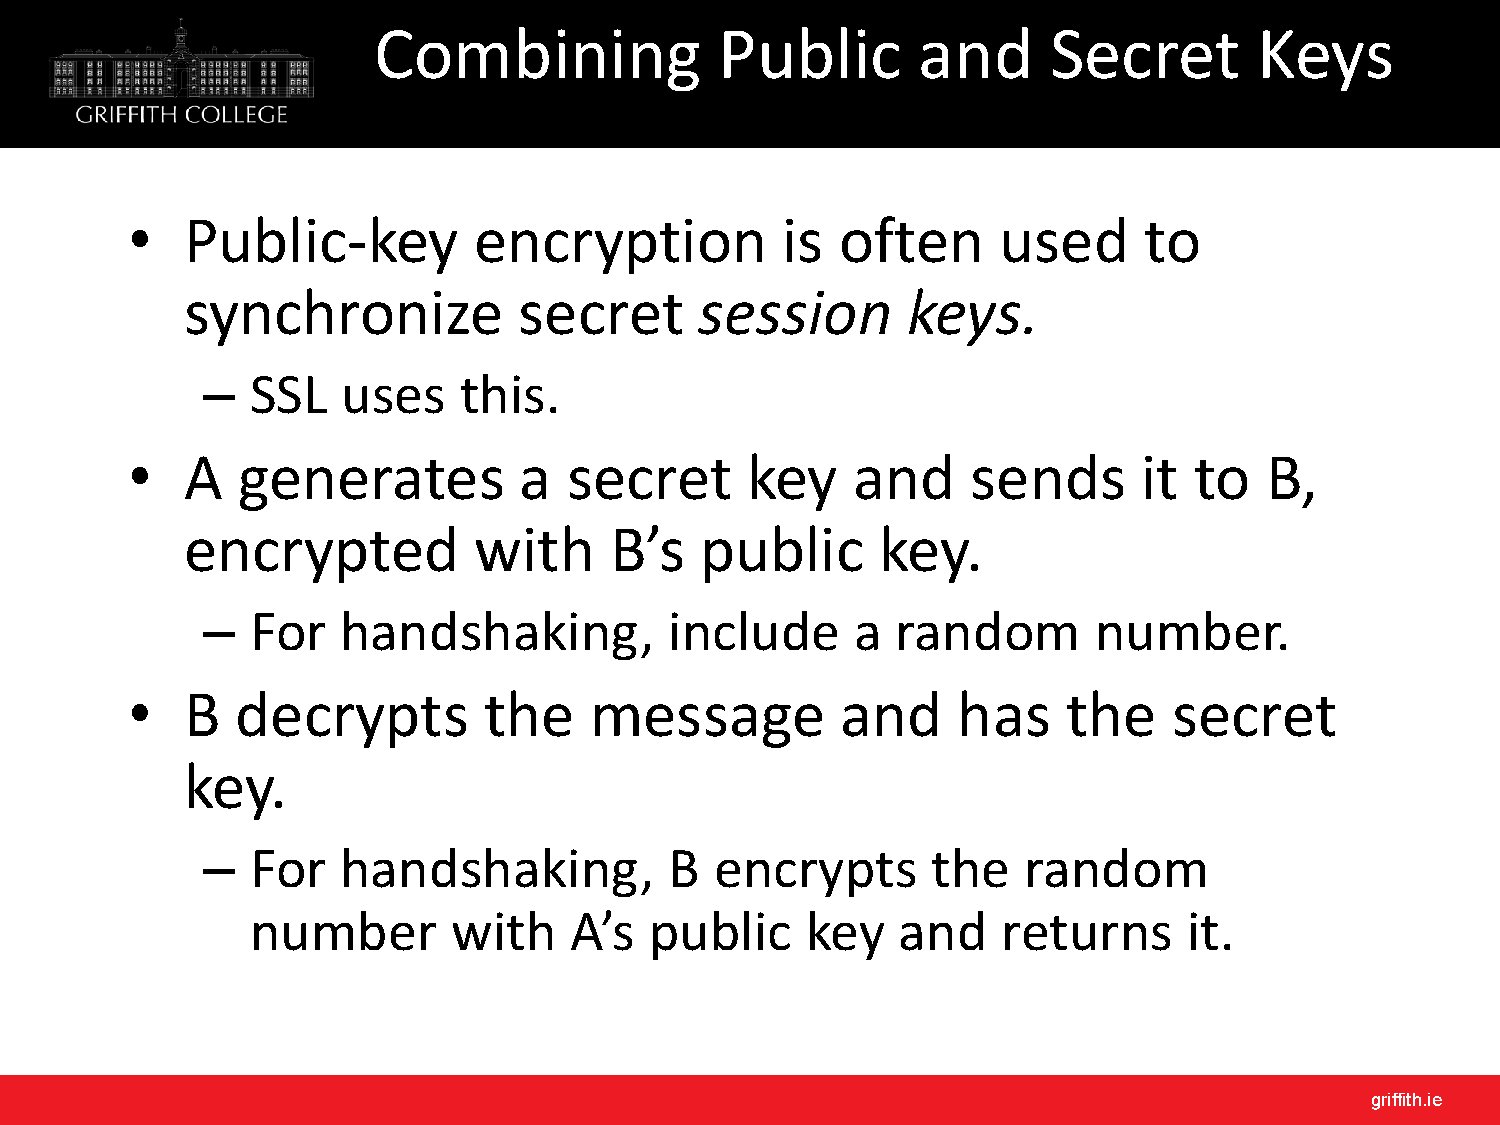 Combining Public and Secret Keys
GRIFFITH COLLEGE
• Public-key encryption is often used to
synchronize secret session keys.
– SSL uses this.
• A generates a secret key and sends it to B,
encrypted with B’s public key.
– For handshaking, include a random number.
• B decrypts the message and has the secret
key.
– For handshaking, B encrypts the random
number with A’s public key and returns it.
griffith.ie